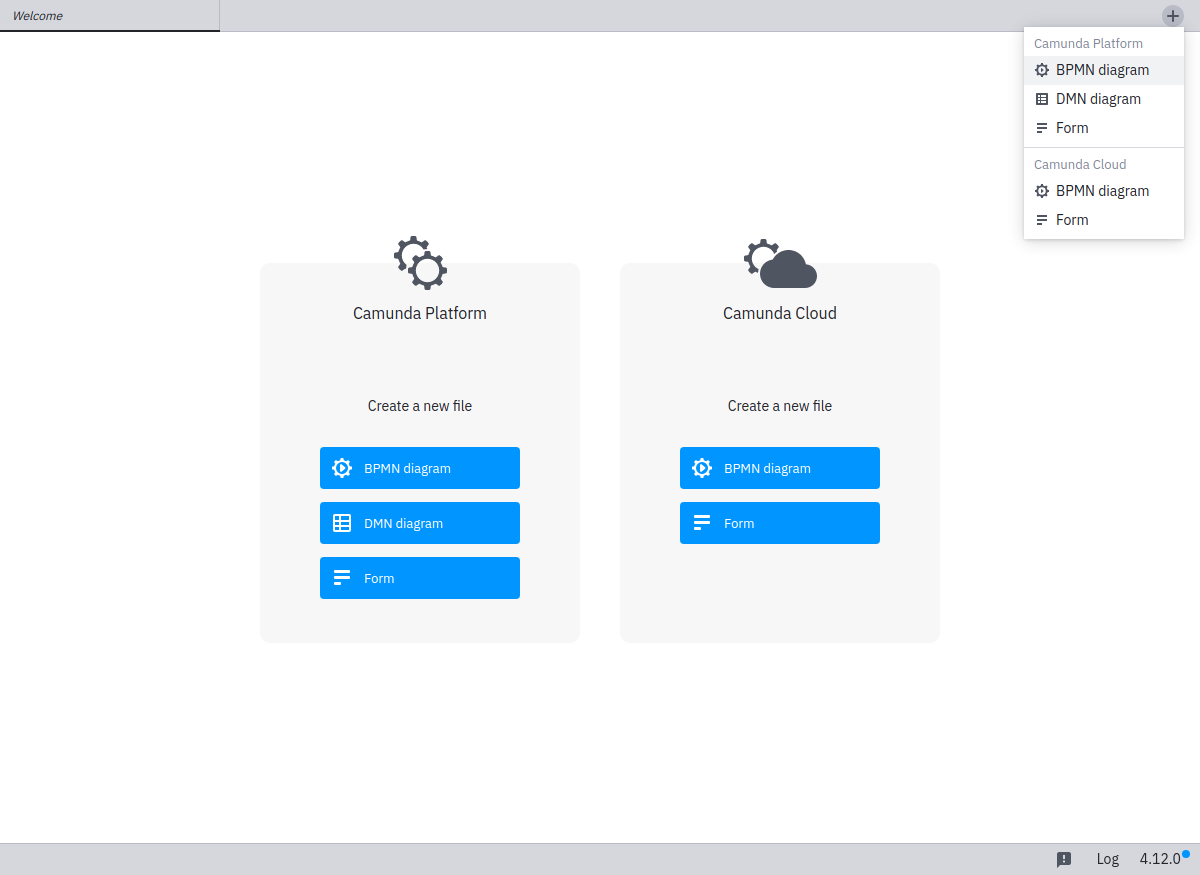 Welcome
Camunda Platform
BPMN diagram
DMN diagram
Form
Camunda Cloud
BPMN diagram
Form
Camunda Platform
Create a new file
BPMN diagram
DMN diagram
Form
Camunda Cloud
Create a new file
BPMN diagram
Form
Log
4.12.0